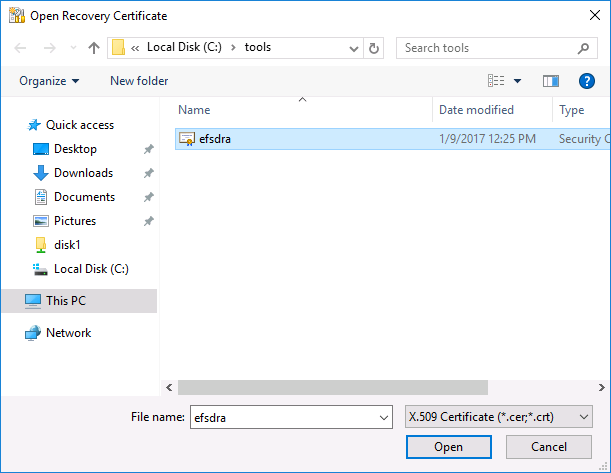 Open Recovery Certificate
« Local Disk (C:) > tools
Search tools
Organize
New folder
?
Name
Date modified
Type
efsdra
1/9/2017 12:25 PM
Security C
Quick access
Desktop
Downloads
Documents
Pictures
disk1
Local Disk (C:)
This PC
Network
File name:
efsdra
X.509 Certificate (*.cer;*.crt)
Open
Cancel